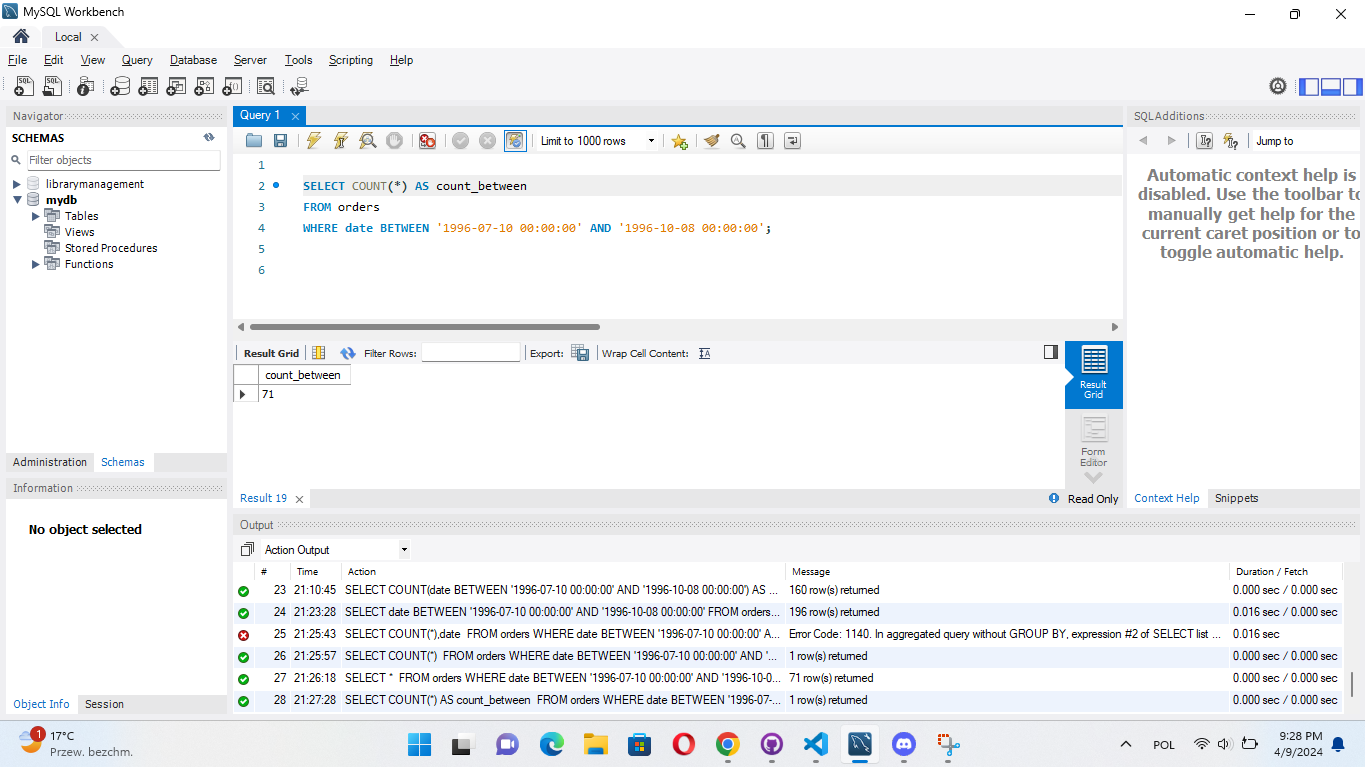 MySQL Workbench
Local
File Edit View Query Database Server Tools Scripting Help
Navigator
SCHEMAS
Filter objects
librarymanagement
mydb
Tables
Views
Stored Procedures
Functions
Administration Schemas
Information
No object selected
Object Info Session
Query 1
Limit to 1000 rows
1
2 SELECT COUNT(*) AS count_between
3 FROM orders
4 WHERE date BETWEEN '1996-07-10 00:00:00' AND '1996-10-08 00:00:00';
5
6
Result Grid Filter Rows: Export: Wrap Cell Content:
count_between
71
Result Grid
Form Editor
Result 19
Read Only
SQLAdditions
Jump to
Automatic context help is
disabled. Use the toolbar to
manually get help for the
current caret position or to
toggle automatic help.
Context Help Snippets
Output
Action Output
# Time Action Message Duration / Fetch
23 21:10:45 SELECT COUNT(date BETWEEN '1996-07-10 00:00:00' AND '1996-10-08 00:00:00') AS ... 160 row(s) returned 0.000 sec / 0.000 sec
24 21:23:28 SELECT date BETWEEN '1996-07-10 00:00:00' AND '1996-10-08 00:00:00' FROM orders... 196 row(s) returned 0.016 sec / 0.000 sec
25 21:25:43 SELECT COUNT(*),date FROM orders WHERE date BETWEEN '1996-07-10 00:00:00' A... Error Code: 1140. In aggregated query without GROUP BY, expression #2 of SELECT list ... 0.016 sec
26 21:25:57 SELECT COUNT(*) FROM orders WHERE date BETWEEN '1996-07-10 00:00:00' AND '... 1 row(s) returned 0.000 sec / 0.000 sec
27 21:26:18 SELECT * FROM orders WHERE date BETWEEN '1996-07-10 00:00:00' AND '1996-10-0... 71 row(s) returned 0.000 sec / 0.000 sec
28 21:27:28 SELECT COUNT(*) AS count_between FROM orders WHERE date BETWEEN '1996-07-... 1 row(s) returned 0.000 sec / 0.000 sec
1
17°C
Przew. bezchm.
POL
9:28 PM
4/9/2024